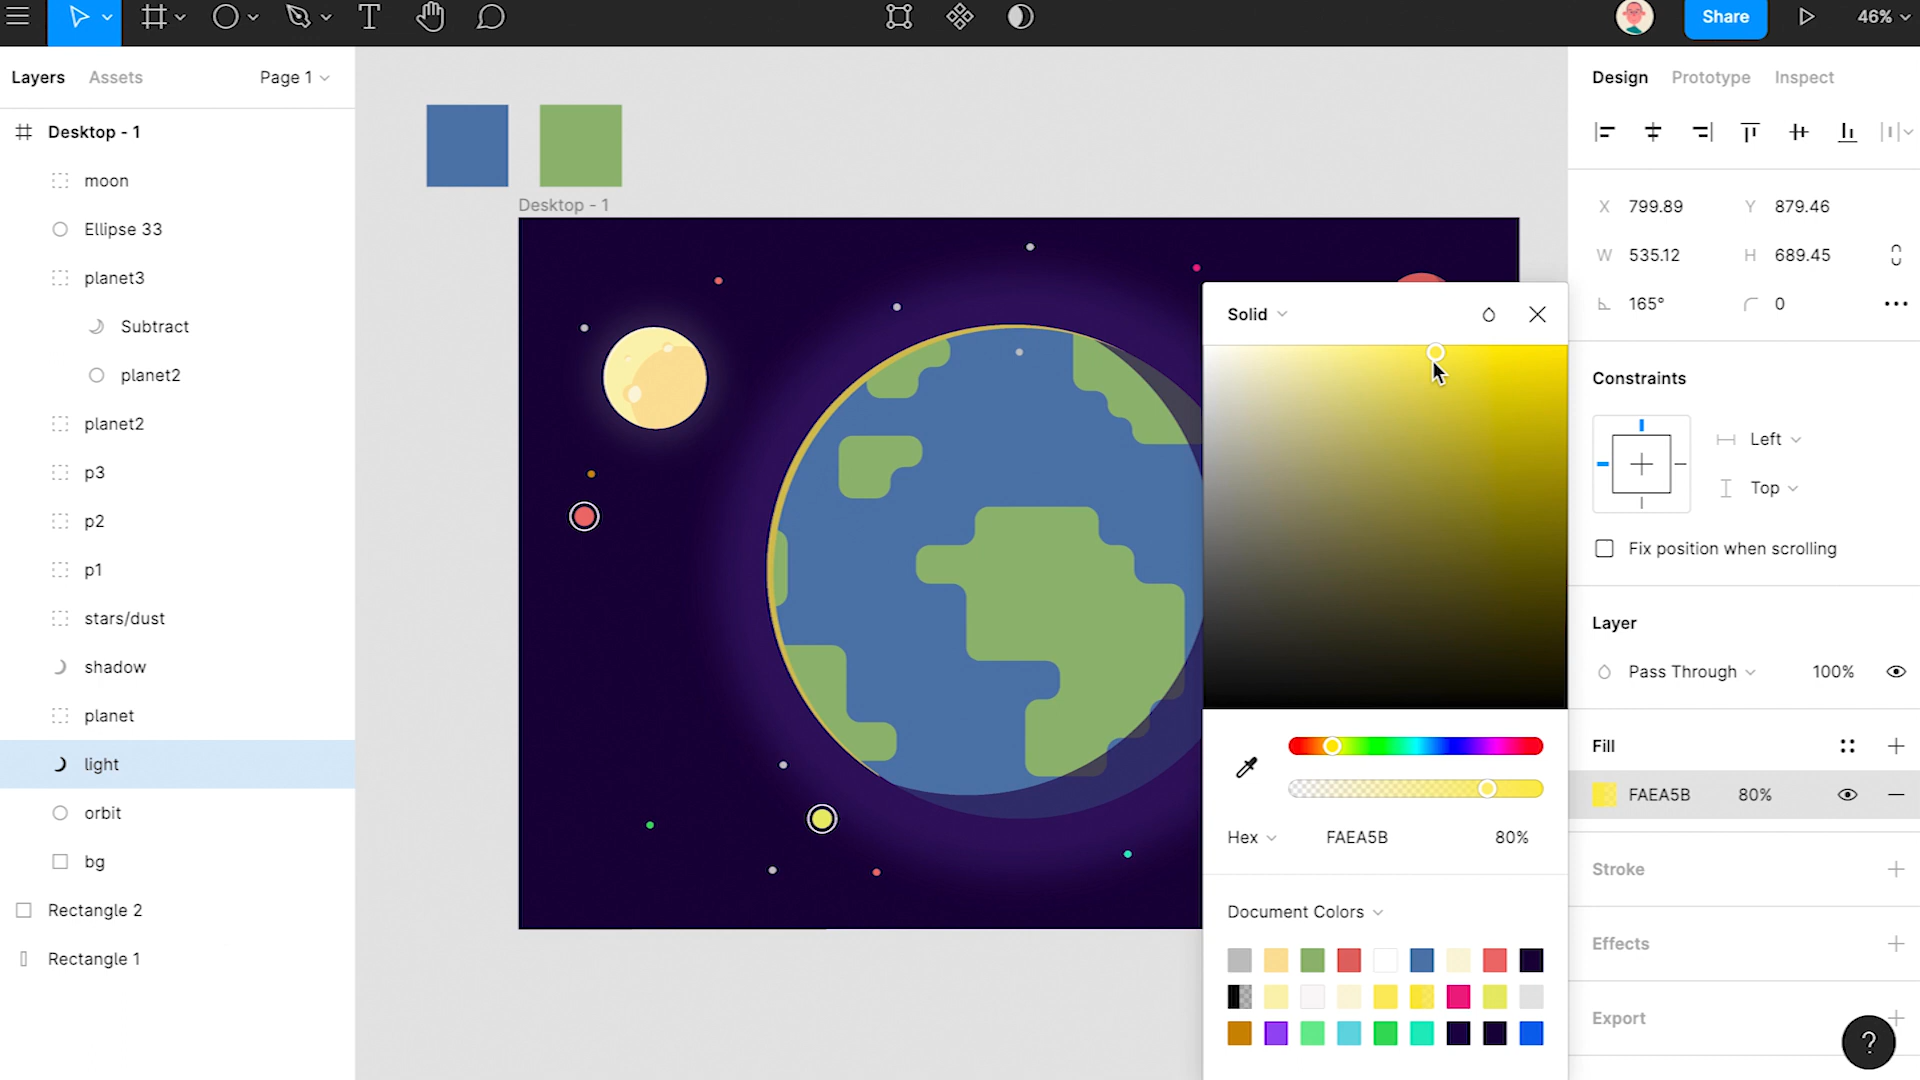 Share
46%
Layers
Assets
Page 1
Desktop - 1
moon
Ellipse 33
planet3
Subtract
planet2
planet2
p3
p2
p1
stars/dust
shadow
planet
light
orbit
bg
Rectangle 2
Rectangle 1
Desktop - 1
Solid
Hex
FAEA5B
80%
Document Colors
Design
Prototype
Inspect
X
799.89
Y
879.46
W
535.12
H
689.45
165°
0
Constraints
Left
Top
Fix position when scrolling
Layer
Pass Through
100%
Fill
FAEA5B
80%
Stroke
Effects
Export
?